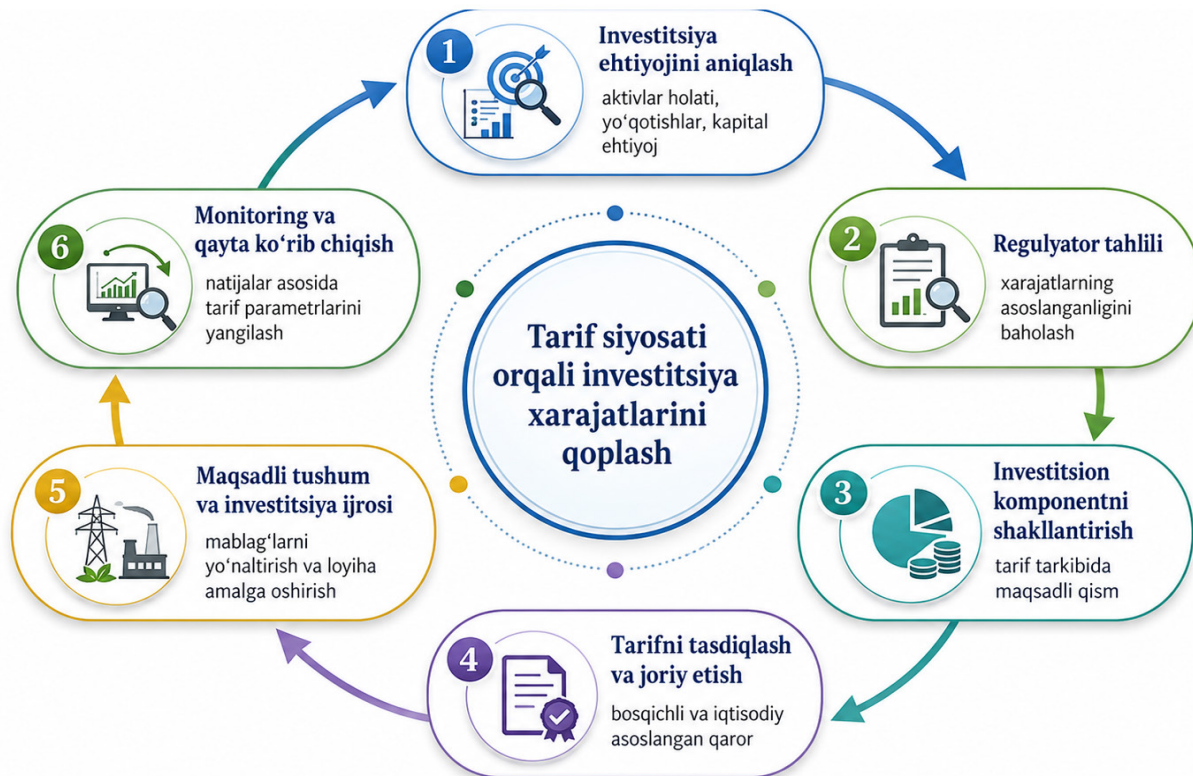 1
Investitsiya
ehtiyojini aniqlash
aktivlar holati,
yo‘qotishlar, kapital
ehtiyoj
2
Regulyator tahlili
xarajatlarning
asoslanganligini
baholash
3
Investitsion
komponentni
shakllantirish
tarif tarkibida
maqsadli qism
4
Tarifni tasdiqlash
va joriy etish
bosqichli va iqtisodiy
asoslangan qaror
5
Maqsadli tushum
va investitsiya ijrosi
mablag‘larni
yo‘naltirish va loyiha
amalga oshirish
6
Monitoring va
qayta ko‘rib chiqish
natijalar asosida
tarif parametrlarini
yangilash
Tarif siyosati
orqali investitsiya
xarajatlarini
qoplash